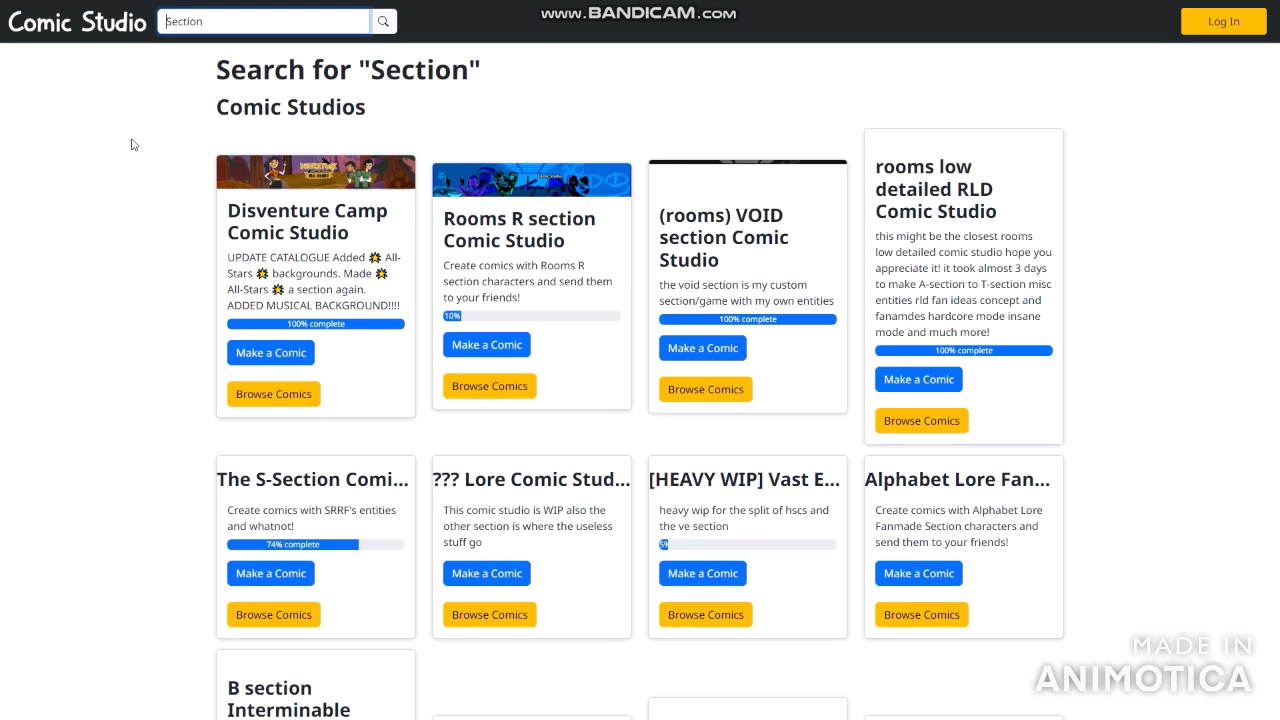 Comic Studio
Section
www.BANDICAM.com
Log In
Search for "Section"
Comic Studios
Disventure Camp
Comic Studio
UPDATE CATALOGUE Added 💥 All-
Stars 💥 backgrounds. Made 💥
All-Stars 💥 a section again.
ADDED MUSICAL BACKGROUND!!!!
100% complete
Make a Comic
Browse Comics
Comic Studio
Rooms R section
Comic Studio
Create comics with Rooms R
section characters and send them
to your friends!
10%
Make a Comic
Browse Comics
(rooms) VOID
section Comic
Studio
the void section is my custom
section/game with my own entities
100% complete
Make a Comic
Browse Comics
rooms low
detailed RLD
Comic Studio
this might be the closest rooms
low detailed comic studio hope you
appreciate it! it took almost 3 days
to make A-section to T-section misc
entities rld fan ideas concept and
fanamdes hardcore mode insane
mode and much more!
100% complete
Make a Comic
Browse Comics
The S-Section Comi...
Create comics with SRRF's entities
and whatnot!
74% complete
Make a Comic
Browse Comics
??? Lore Comic Stud...
This comic studio is WIP also the
other section is where the useless
stuff go
Make a Comic
Browse Comics
[HEAVY WIP] Vast E...
heavy wip for the split of hscs and
the ve section
5%
Make a Comic
Browse Comics
Alphabet Lore Fan...
Create comics with Alphabet Lore
Fanmade Section characters and
send them to your friends!
Make a Comic
Browse Comics
B section
Interminable
MADE IN
ANIMOTICA